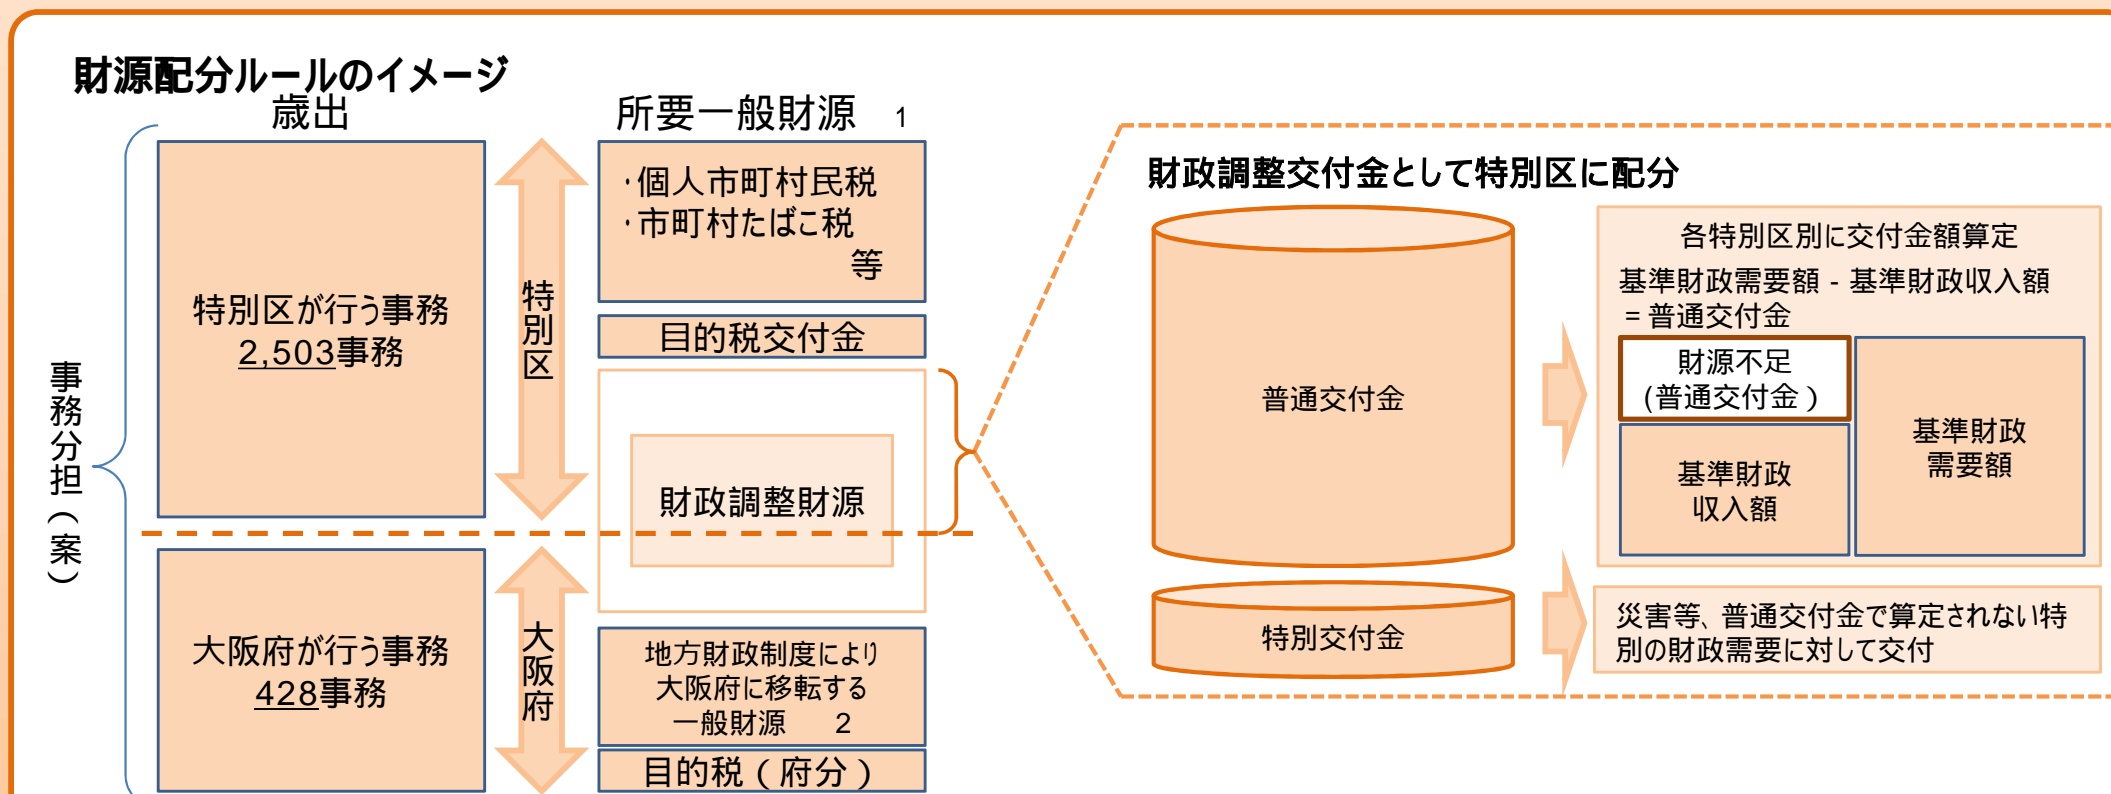 財源配分ルールのイメージ
歳出
所要一般財源 1
事務分担（案）
特別区が行う事務
2,503事務
大阪府が行う事務
428事務
特別区
大阪府
・個人市町村民税
・市町村たばこ税
等
目的税交付金
財政調整財源
地方財政制度により
大阪府に移転する
一般財源 2
目的税（府分）
財政調整交付金として特別区に配分
普通交付金
各特別区別に交付金額算定
基準財政需要額 - 基準財政収入額
= 普通交付金
財源不足
(普通交付金）
基準財政
収入額
基準財政
需要額
特別交付金
災害等、普通交付金で算定されない特
別の財政需要に対して交付